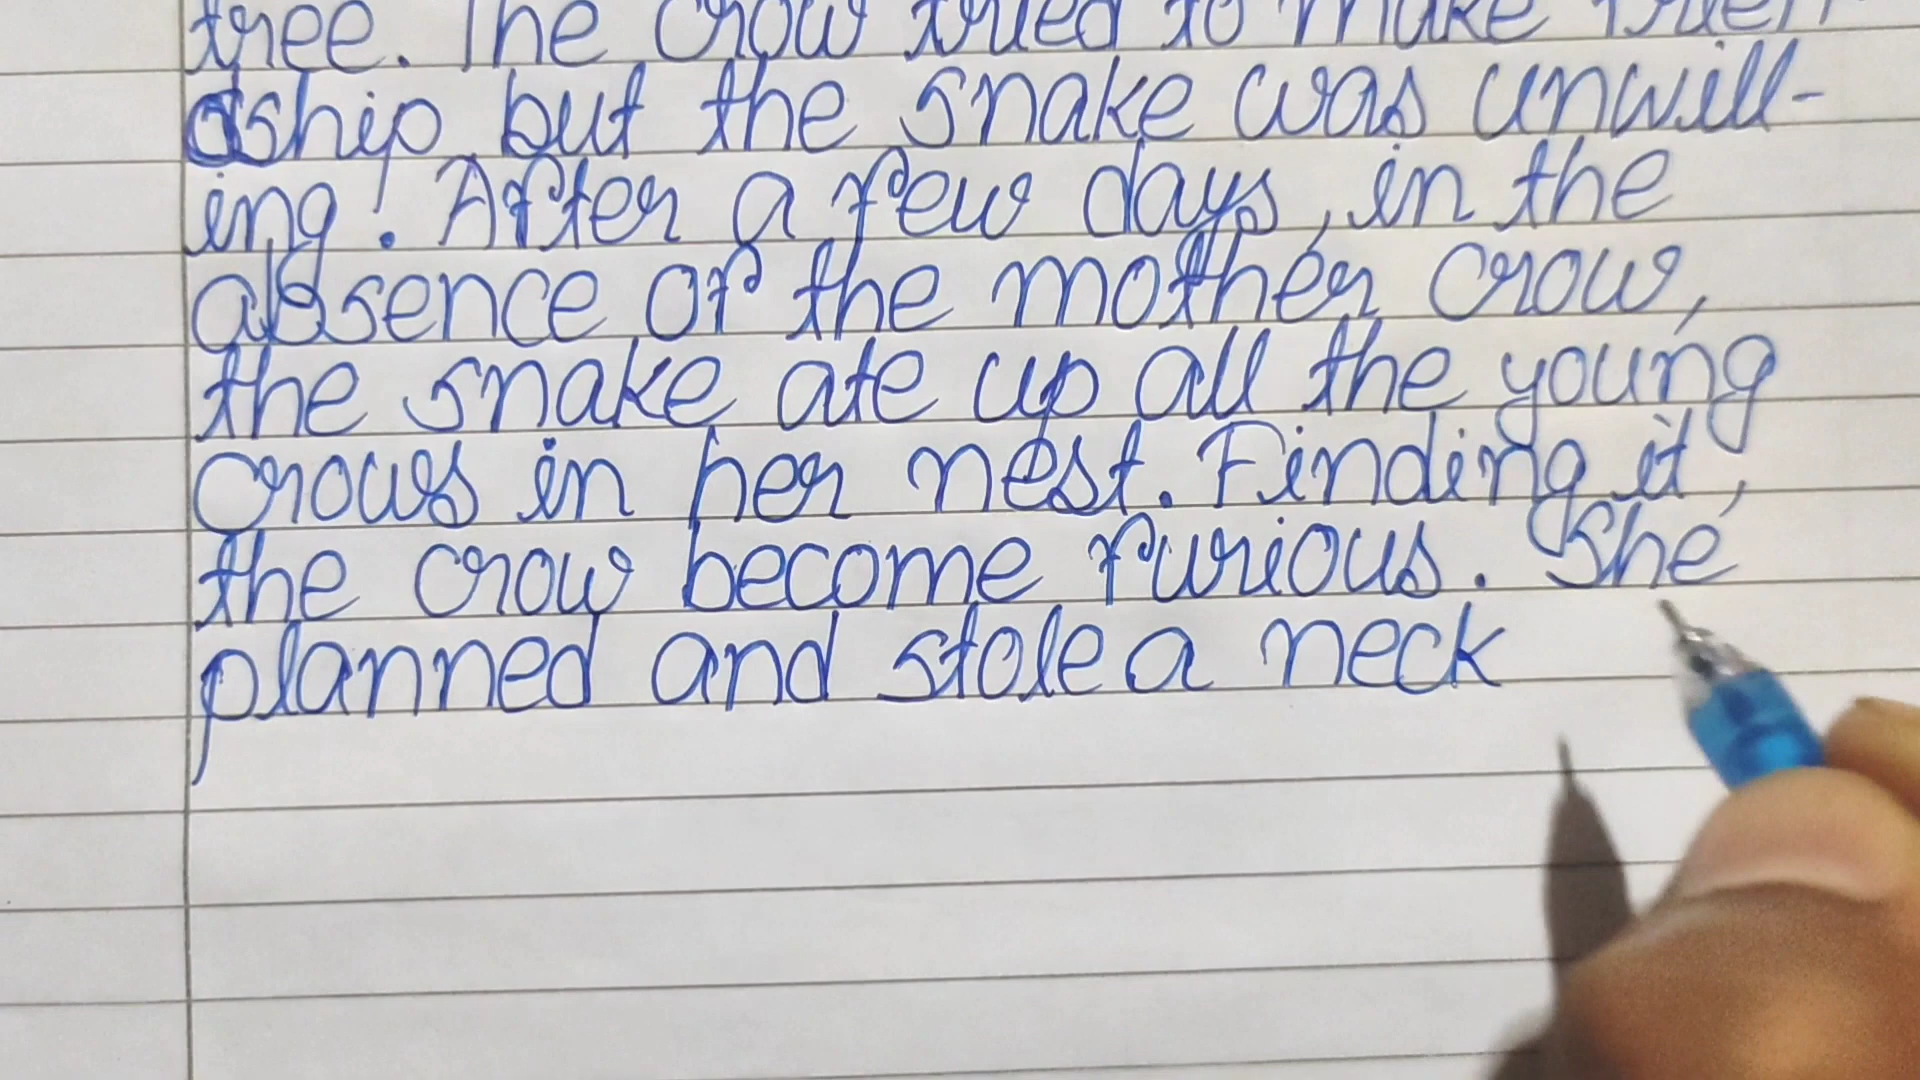 tree. The crow tried to make frien
dship but the snake was unwill-
ing! After a few days, in the
absence of the mother crow,
the snake ate up all the young
crows in her nest. Finding it,
the crow become furious. She
planned and stole a neck